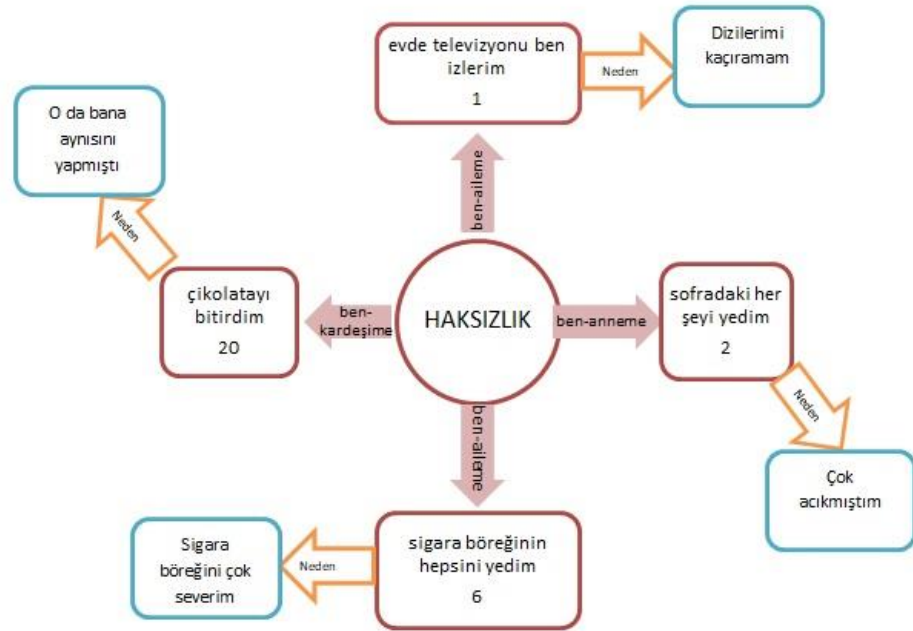 evde televizyonu ben
izlerim
1
Neden
Dizilerimi
kaçıramam
O da bana
aynısını
yapmıştı
Neden
ben-aileme
çikolatayı
bitirdim
20
ben-
kardeşime
HAKSIZLIK
ben-anneme
sofradaki her
şeyi yedim
2
Neden
Çok
acıkmıştım
ben-aileme
Sigara
böreğini çok
severim
Neden
sigara böreğinin
hepsini yedim
6